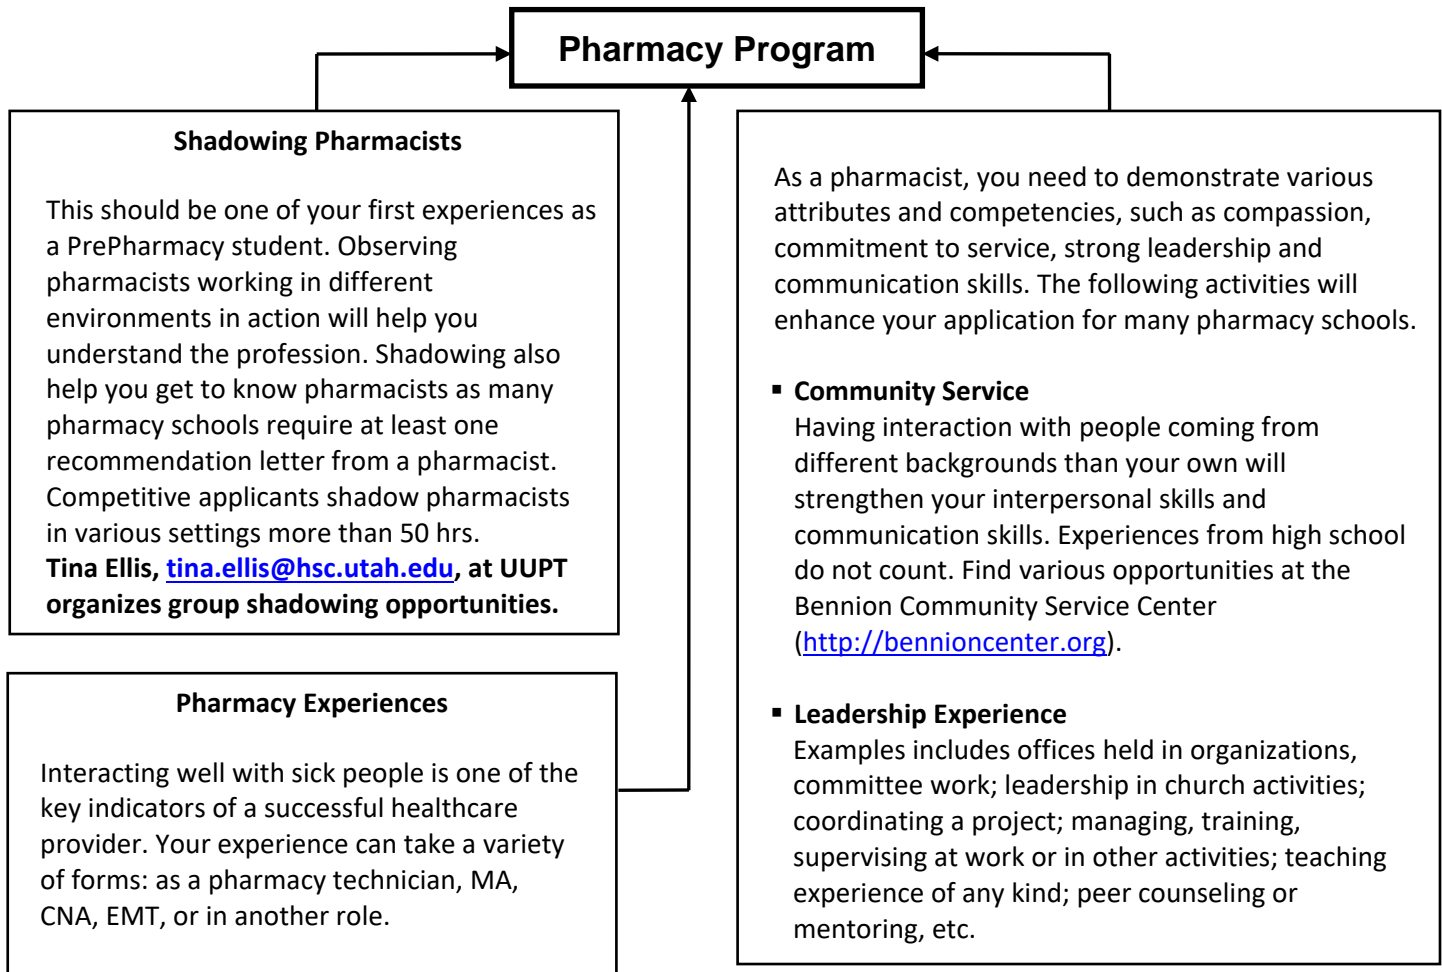 Pharmacy Program
Shadowing Pharmacists
This should be one of your first experiences as
a PrePharmacy student. Observing
pharmacists working in different
environments in action will help you
understand the profession. Shadowing also
help you get to know pharmacists as many
pharmacy schools require at least one
recommendation letter from a pharmacist.
Competitive applicants shadow pharmacists
in various settings more than 50 hrs.
Tina Ellis, tina.ellis@hsc.utah.edu, at UUPT
organizes group shadowing opportunities.
Pharmacy Experiences
Interacting well with sick people is one of the
key indicators of a successful healthcare
provider. Your experience can take a variety
of forms: as a pharmacy technician, MA,
CNA, EMT, or in another role.
As a pharmacist, you need to demonstrate various
attributes and competencies, such as compassion,
commitment to service, strong leadership and
communication skills. The following activities will
enhance your application for many pharmacy schools.
▪ Community Service
Having interaction with people coming from
different backgrounds than your own will
strengthen your interpersonal skills and
communication skills. Experiences from high school
do not count. Find various opportunities at the
Bennion Community Service Center
(http://bennioncenter.org).
▪ Leadership Experience
Examples includes offices held in organizations,
committee work; leadership in church activities;
coordinating a project; managing, training,
supervising at work or in other activities; teaching
experience of any kind; peer counseling or
mentoring, etc.